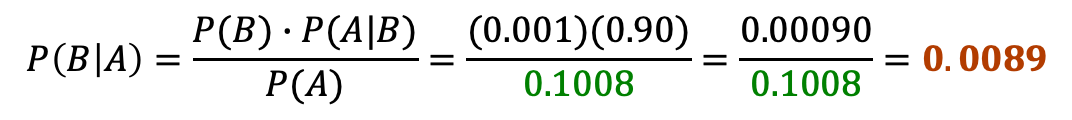 P(B|A) = P(B) · P(A|B) / P(A) = (0.001)(0.90) / 0.1008 = 0.00090 / 0.1008 = 0.0089